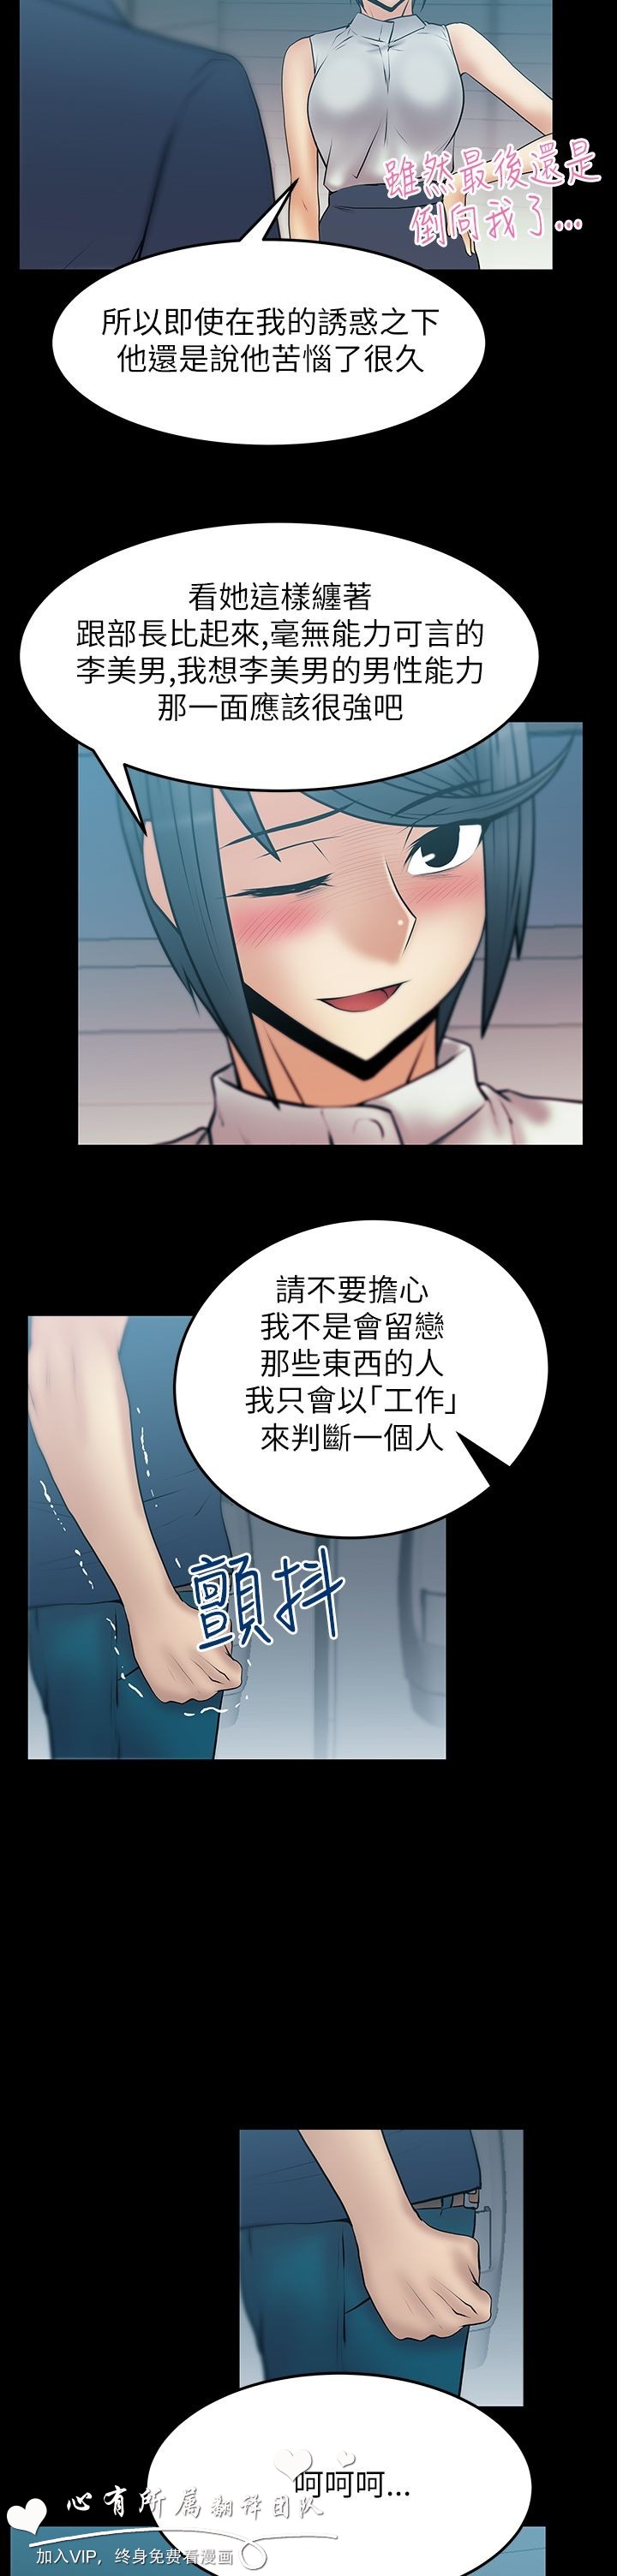 雖然最後還是
倒向我了...
所以即使在我的誘惑之下
他還是說他苦惱了很久
看她這樣纏著
跟部長比起來,毫無能力可言的
李美男,我想李美男的男性能力
那一面應該很強吧
請不要擔心
我不是會留戀
那些東西的人
我只會以「工作」
來判斷一個人
顫抖
呵呵呵...
心有所属翻译团队
加入VIP，终身免费看漫画